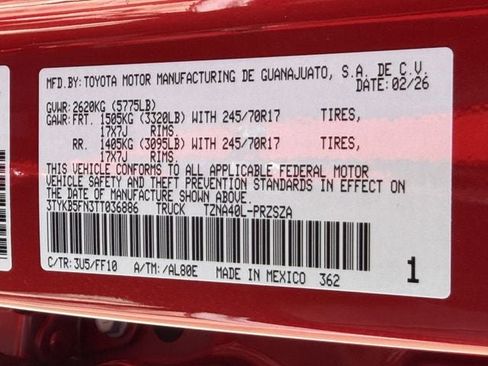 MFD.BY: TOYOTA MOTOR MANUFACTURING DE GUANAJUATO, S.A. DE C.V.
DATE: 02/26
GVWR: 2620KG (5775LB)
GAWR: FRT. 1505KG (3320LB) WITH 245/70R17 TIRES,
17X7J RIMS.
RR. 1405KG (3095LB) WITH 245/70R17 TIRES,
17X7J RIMS.
THIS VEHICLE CONFORMS TO ALL APPLICABLE FEDERAL MOTOR
VEHICLE SAFETY AND THEFT PREVENTION STANDARDS IN EFFECT ON
THE DATE OF MANUFACTURE SHOWN ABOVE.
3TYKB5FN3TT036886 TRUCK TZNA40L-PRZSZA
C/TR: 3U5/FF10 A/TM: /AL80E MADE IN MEXICO 362 1